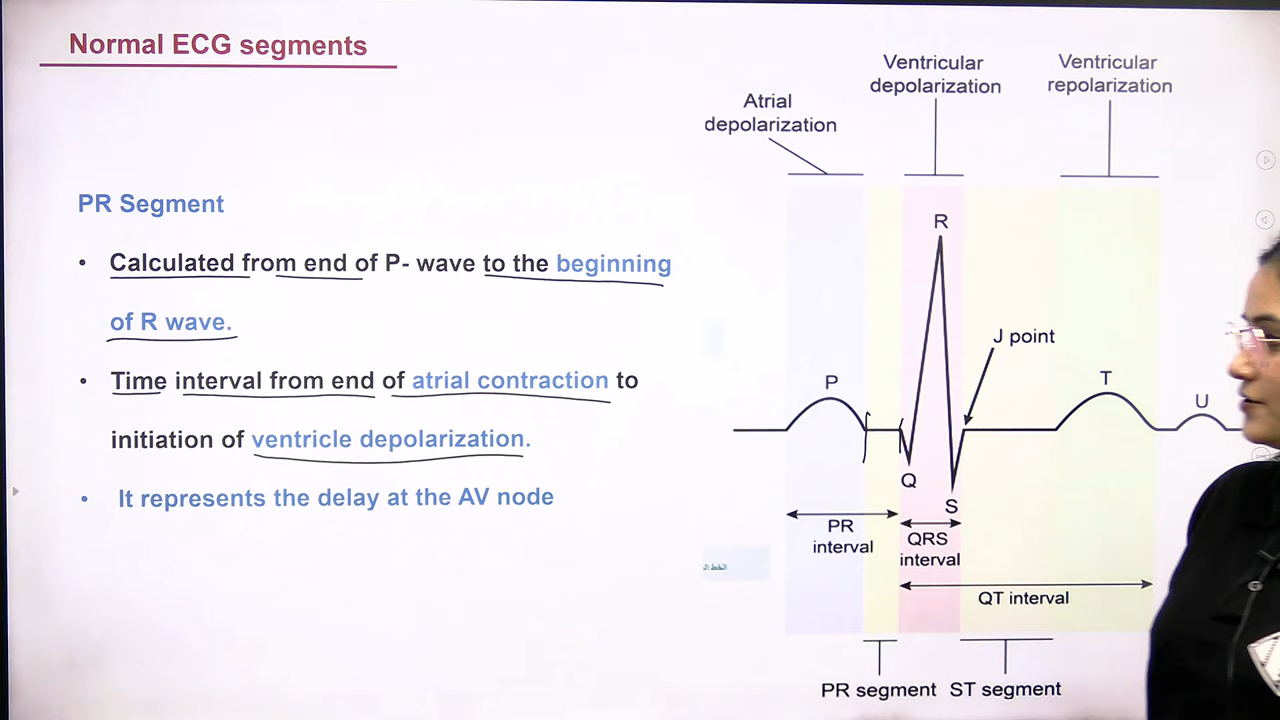 Normal ECG segments
PR Segment
• Calculated from end of P- wave to the beginning
of R wave.
• Time interval from end of atrial contraction to
initiation of ventricle depolarization.
• It represents the delay at the AV node
Atrial
depolarization
Ventricular
depolarization
Ventricular
repolarization
R
J point
P
T
U
Q
S
PR
interval
QRS
interval
QT interval
PR segment
ST segment